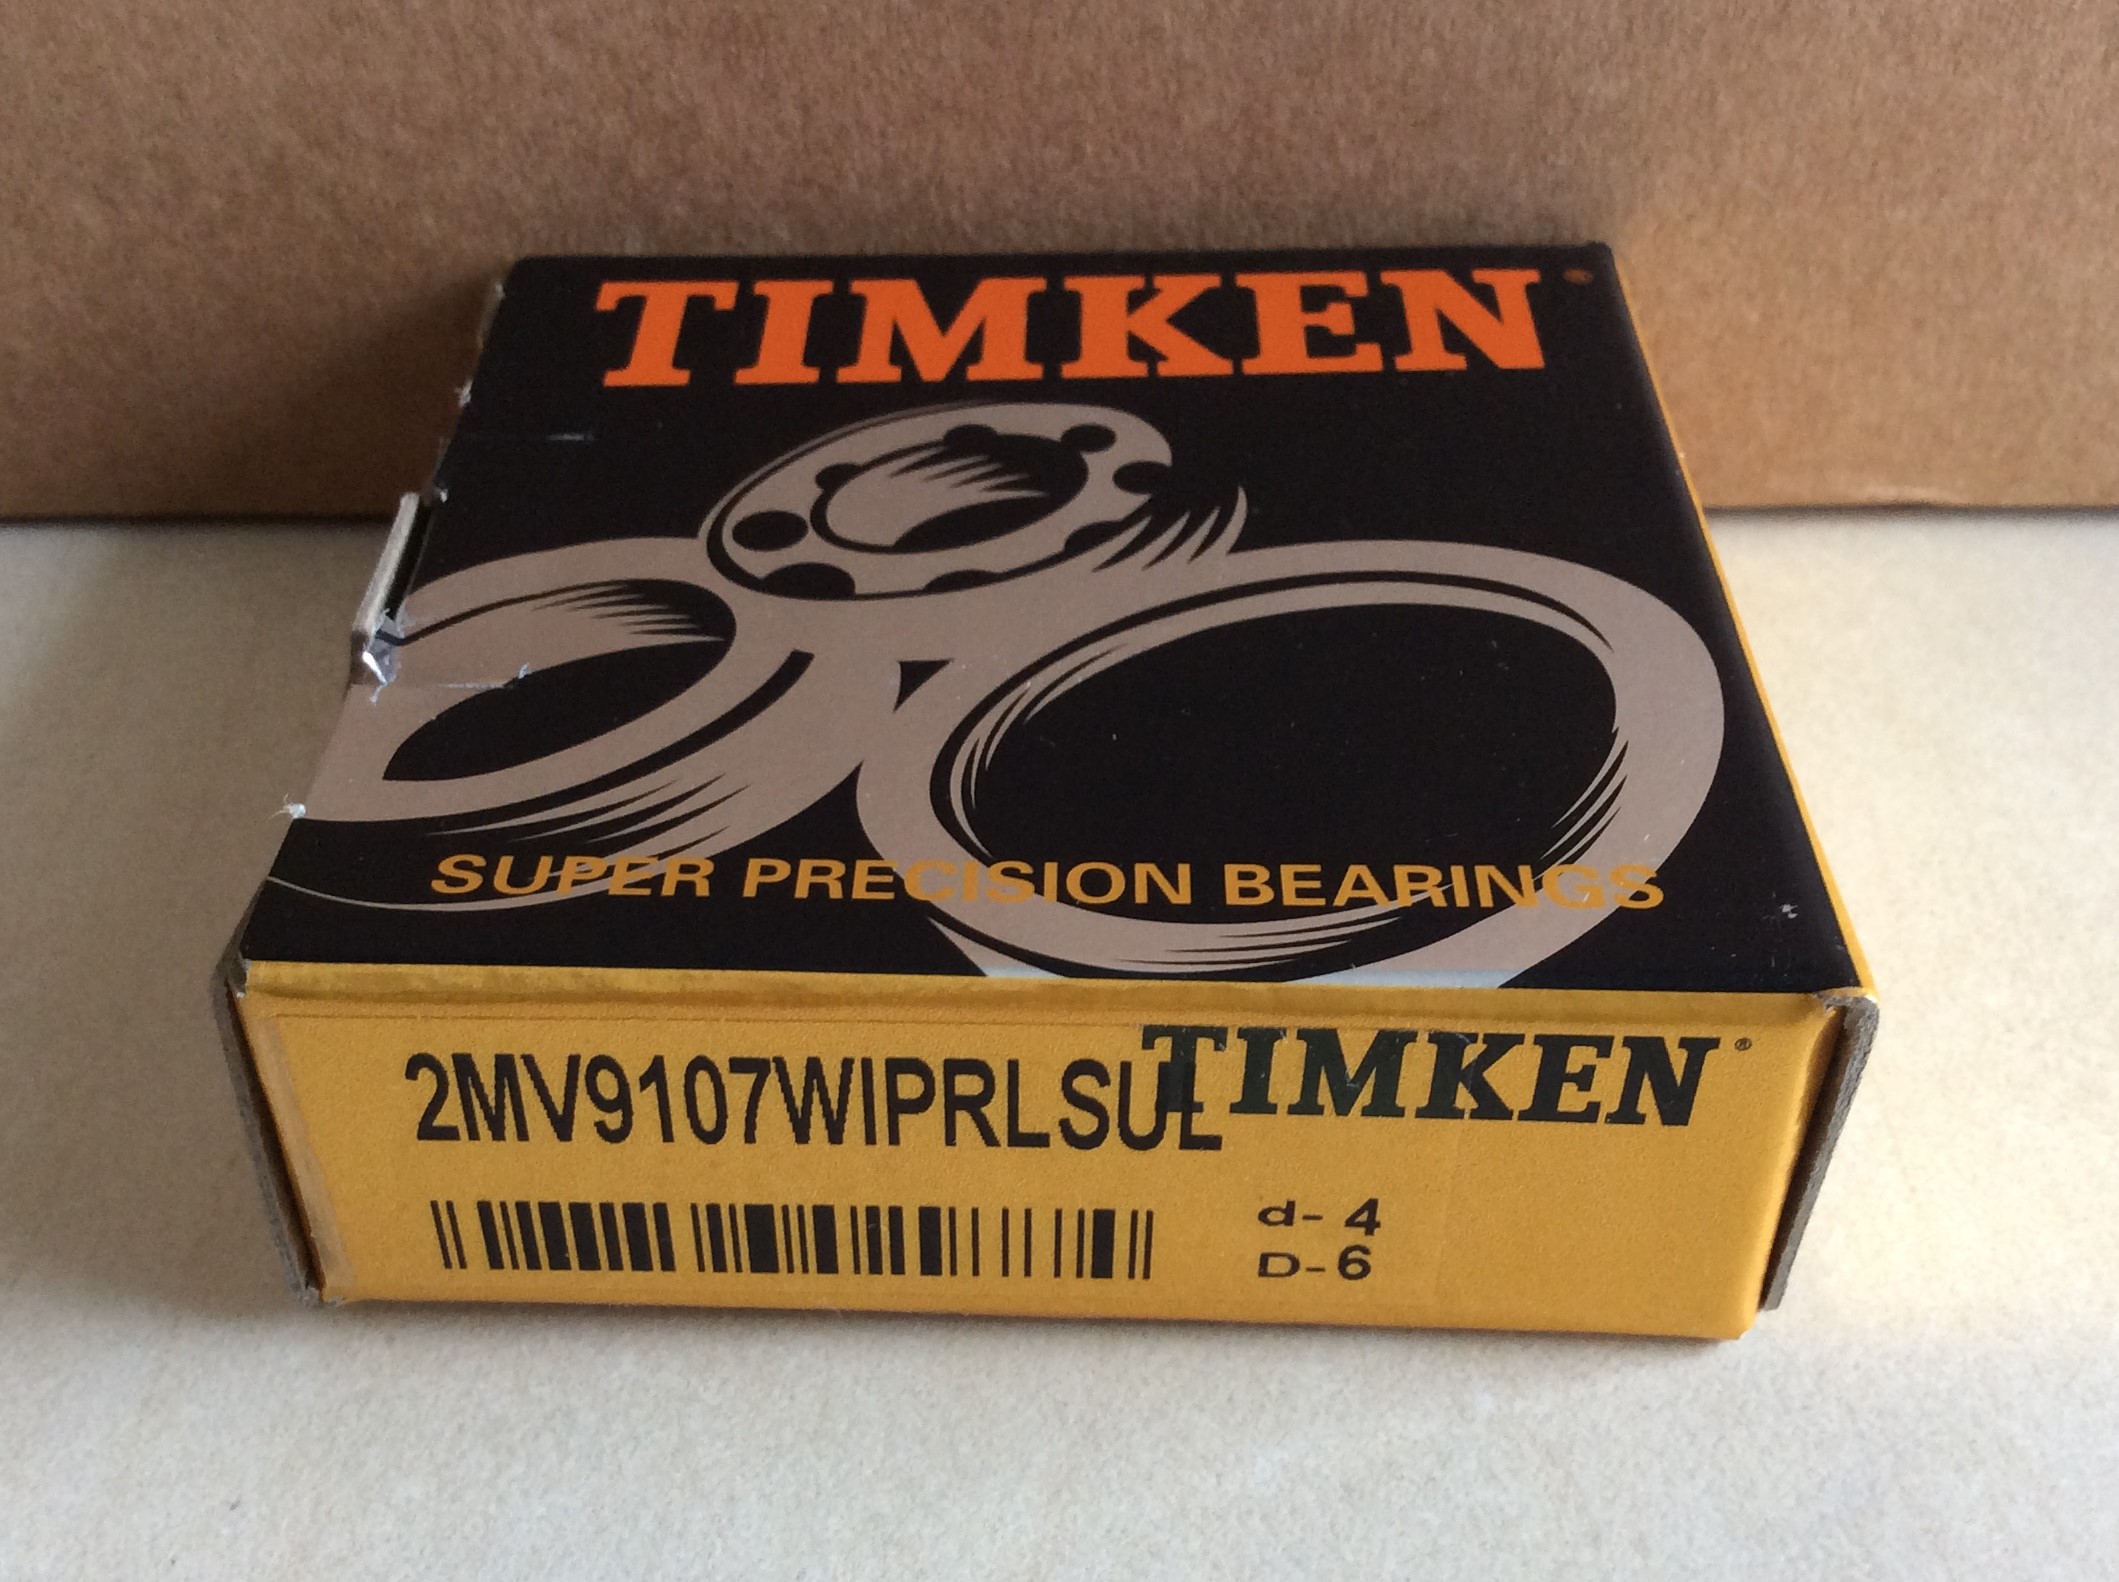 TIMKEN®
SUPER PRECISION BEARINGS
2MV9107WIPRLSUL
TIMKEN®
d- 4
D- 6